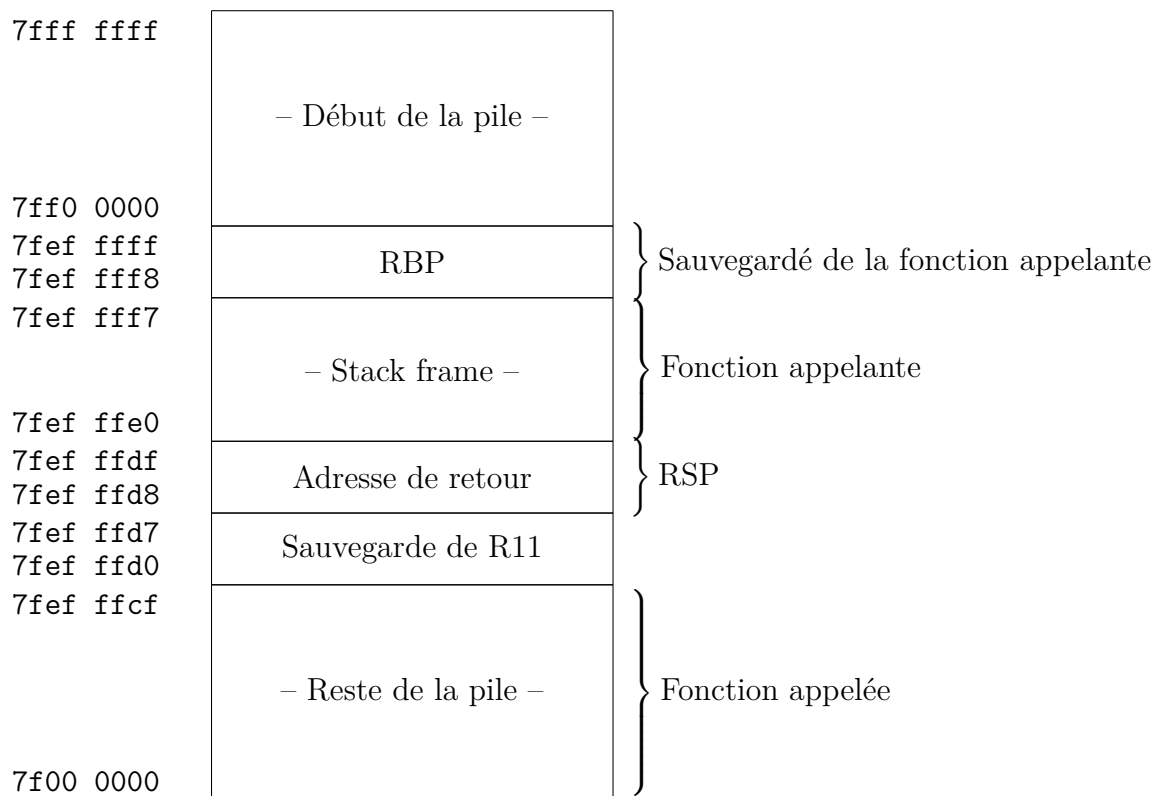 7fff ffff
– Début de la pile –
7ff0 0000
7fef ffff
RBP
Sauvegardé de la fonction appelante
7fef fff8
7fef fff7
– Stack frame –
Fonction appelante
7fef ffe0
7fef ffdf
Adresse de retour
RSP
7fef ffd8
7fef ffd7
Sauvegarde de R11
7fef ffd0
7fef ffcf
– Reste de la pile –
Fonction appelée
7f00 0000